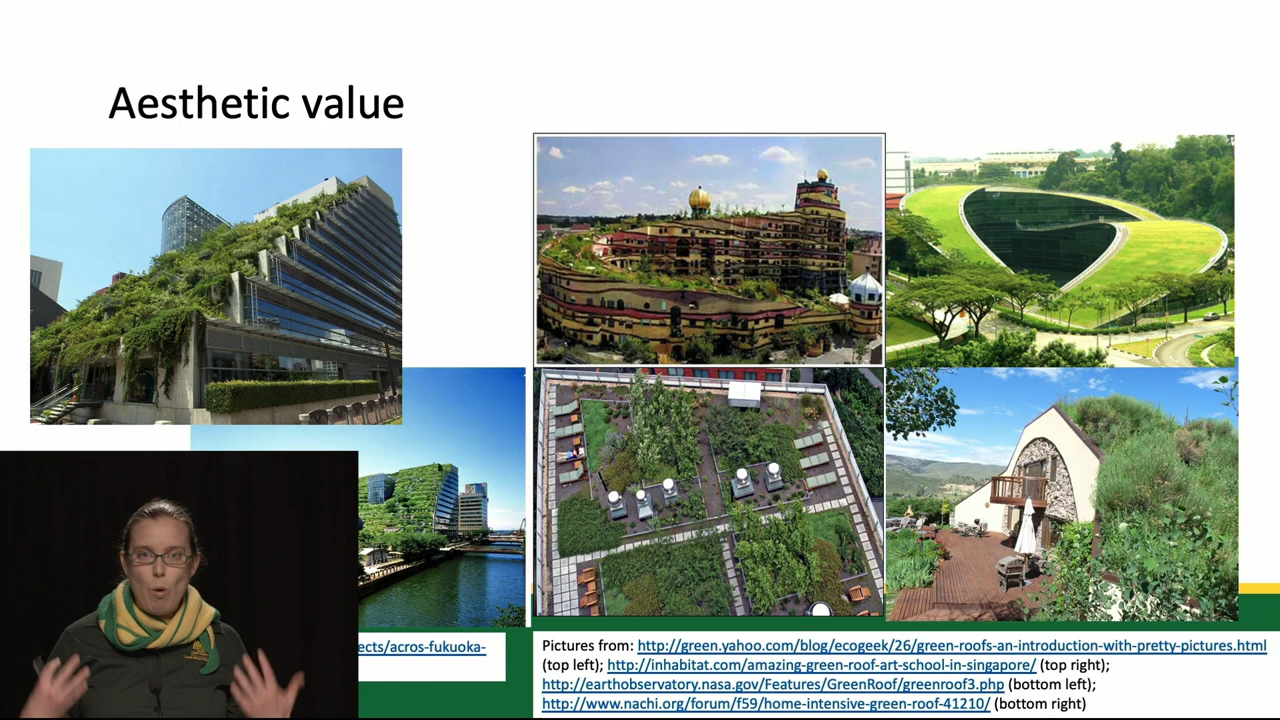 Aesthetic value
ects/acros-fukuoka-
Pictures from: http://green.yahoo.com/blog/ecogeek/26/green-roofs-an-introduction-with-pretty-pictures.html
(top left); http://inhabitat.com/amazing-green-roof-art-school-in-singapore/ (top right);
http://earthobservatory.nasa.gov/Features/GreenRoof/greenroof3.php (bottom left);
http://www.nachi.org/forum/f59/home-intensive-green-roof-41210/ (bottom right)